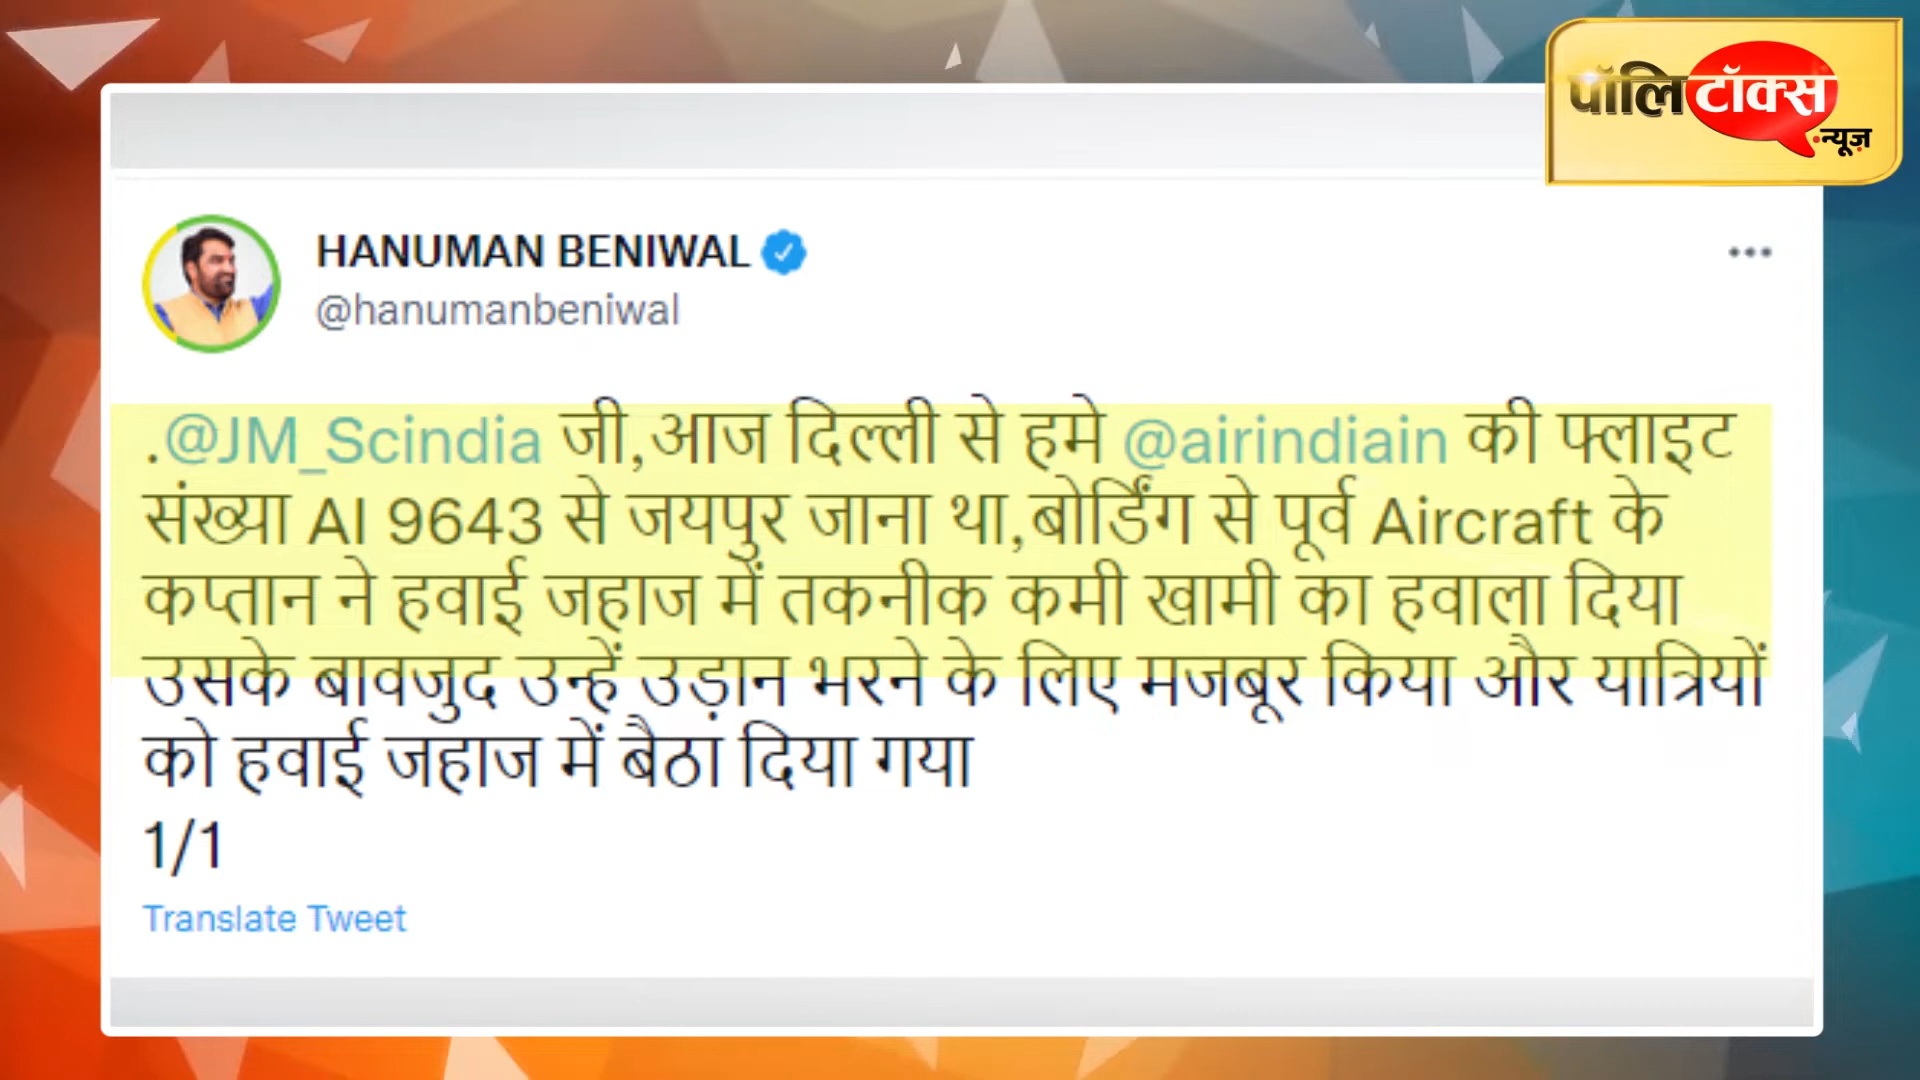 पॉलिटॉक्स
न्यूज़
HANUMAN BENIWAL
@hanumanbeniwal
.@JM_Scindia जी,आज दिल्ली से हमे @airindiain की फ्लाइट
संख्या AI 9643 से जयपुर जाना था,बोर्डिंग से पूर्व Aircraft के
कप्तान ने हवाई जहाज में तकनीक कमी खामी का हवाला दिया
उसके बावजुद उन्हें उड़ान भरने के लिए मजबूर किया और यात्रियों
को हवाई जहाज में बैठा दिया गया
1/1
Translate Tweet